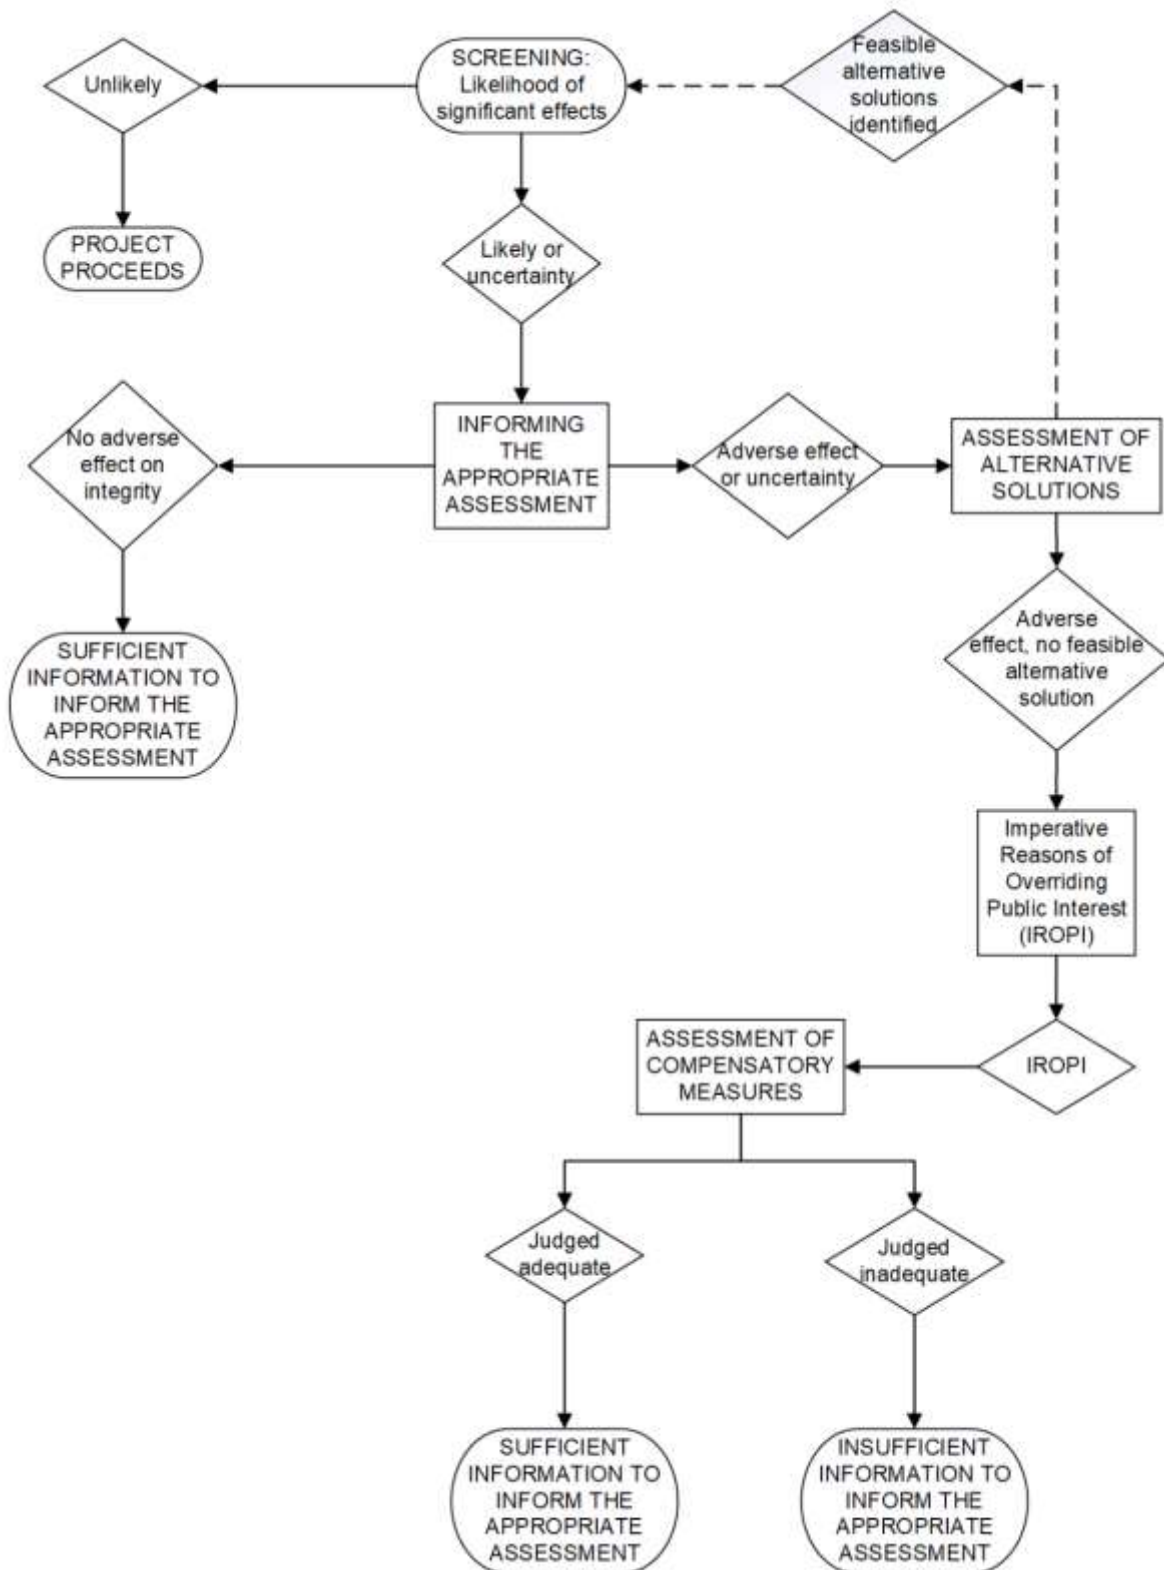 Unlikely
SCREENING:
Likelihood of
significant effects
Feasible
alternative
solutions
identified
PROJECT
PROCEEDS
Likely or
uncertainty
No adverse
effect on
integrity
INFORMING
THE
APPROPRIATE
ASSESSMENT
Adverse effect
or uncertainty
ASSESSMENT OF
ALTERNATIVE
SOLUTIONS
SUFFICIENT
INFORMATION TO
INFORM THE
APPROPRIATE
ASSESSMENT
Adverse
effect, no feasible
alternative
solution
Imperative
Reasons of
Overriding
Public Interest
(IROPI)
ASSESSMENT OF
COMPENSATORY
MEASURES
IROPI
Judged
adequate
Judged
inadequate
SUFFICIENT
INFORMATION TO
INFORM THE
APPROPRIATE
ASSESSMENT
INSUFFICIENT
INFORMATION TO
INFORM THE
APPROPRIATE
ASSESSMENT